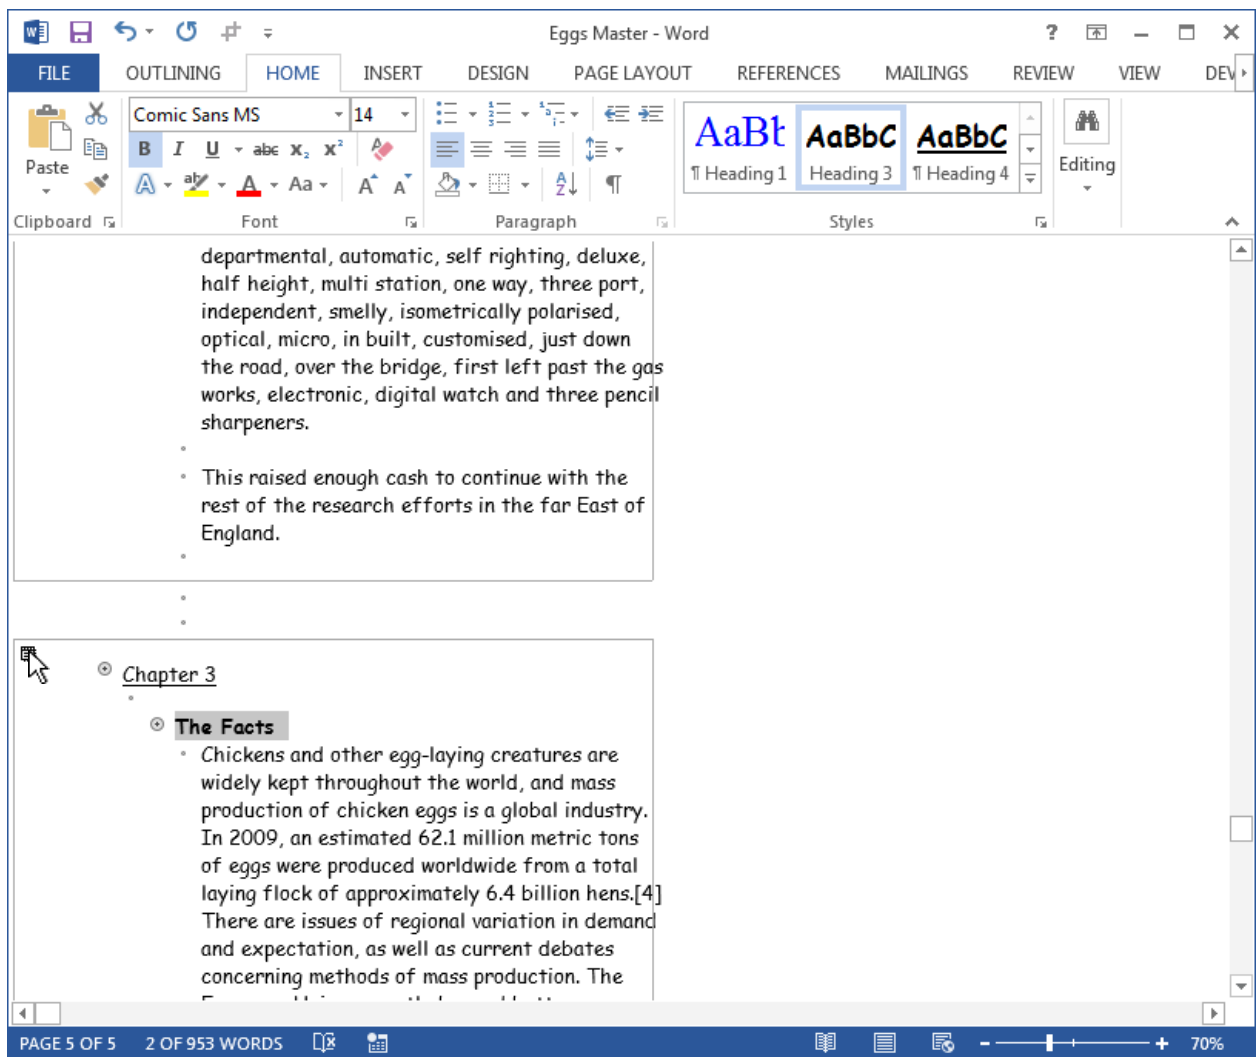 Eggs Master - Word
FILE OUTLINING HOME INSERT DESIGN PAGE LAYOUT REFERENCES MAILINGS REVIEW VIEW DEV
Comic Sans MS 14
Paste
B I U abc x₂ x²
A aby A Aa A A
AaBb AaBbC AaBbC
¶ Heading 1 Heading 3 ¶ Heading 4
Editing
Clipboard Font Paragraph Styles
departmental, automatic, self righting, deluxe,
half height, multi station, one way, three port,
independent, smelly, isometrically polarised,
optical, micro, in built, customised, just down
the road, over the bridge, first left past the gas
works, electronic, digital watch and three pencil
sharpeners.
This raised enough cash to continue with the
rest of the research efforts in the far East of
England.
Chapter 3
The Facts
Chickens and other egg-laying creatures are
widely kept throughout the world, and mass
production of chicken eggs is a global industry.
In 2009, an estimated 62.1 million metric tons
of eggs were produced worldwide from a total
laying flock of approximately 6.4 billion hens.[4]
There are issues of regional variation in demand
and expectation, as well as current debates
concerning methods of mass production. The
PAGE 5 OF 5 2 OF 953 WORDS 70%